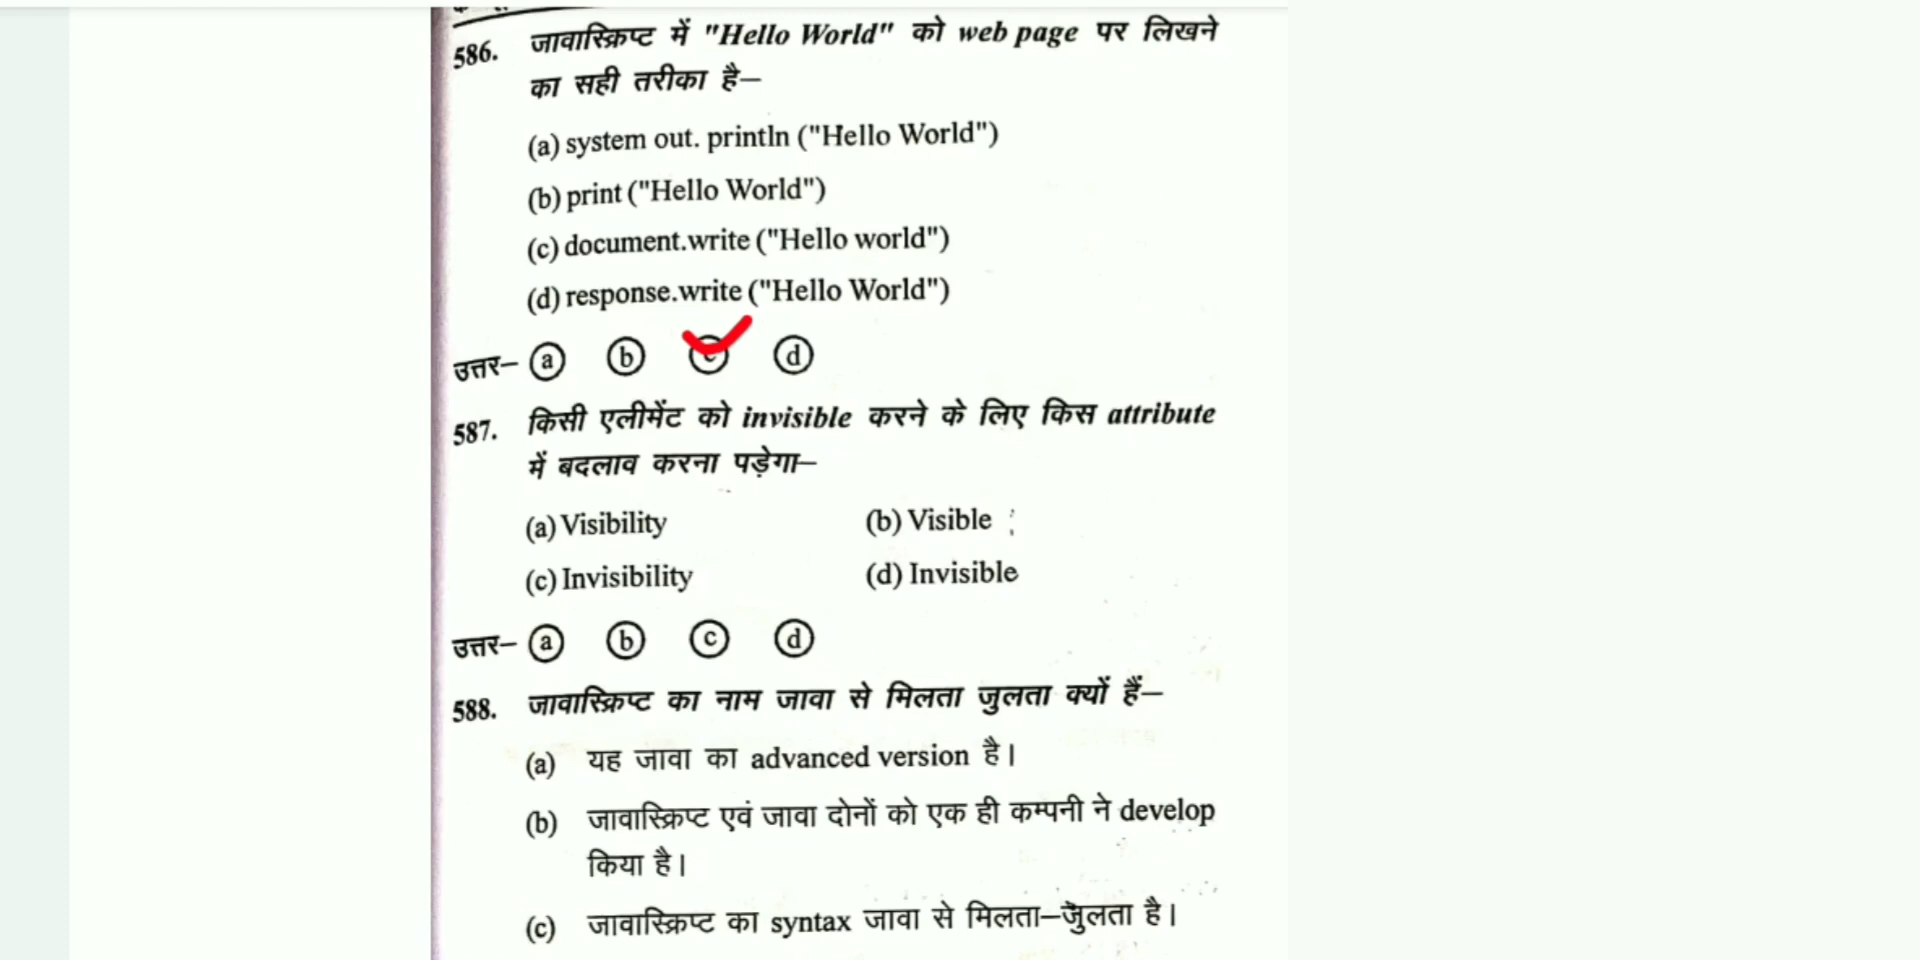 586. जावास्क्रिप्ट में "Hello World" को web page पर लिखने
का सही तरीका है–
(a) system out. println ("Hello World")
(b) print ("Hello World")
(c) document.write ("Hello world")
(d) response.write ("Hello World")
उत्तर– (a) (b) (c) (d)
587. किसी एलीमेंट को invisible करने के लिए किस attribute
में बदलाव करना पड़ेगा–
(a) Visibility (b) Visible
(c) Invisibility (d) Invisible
उत्तर– (a) (b) (c) (d)
588. जावास्क्रिप्ट का नाम जावा से मिलता जुलता क्यों हैं–
(a) यह जावा का advanced version है।
(b) जावास्क्रिप्ट एवं जावा दोनों को एक ही कम्पनी ने develop
किया है।
(c) जावास्क्रिप्ट का syntax जावा से मिलता–जुलता है।